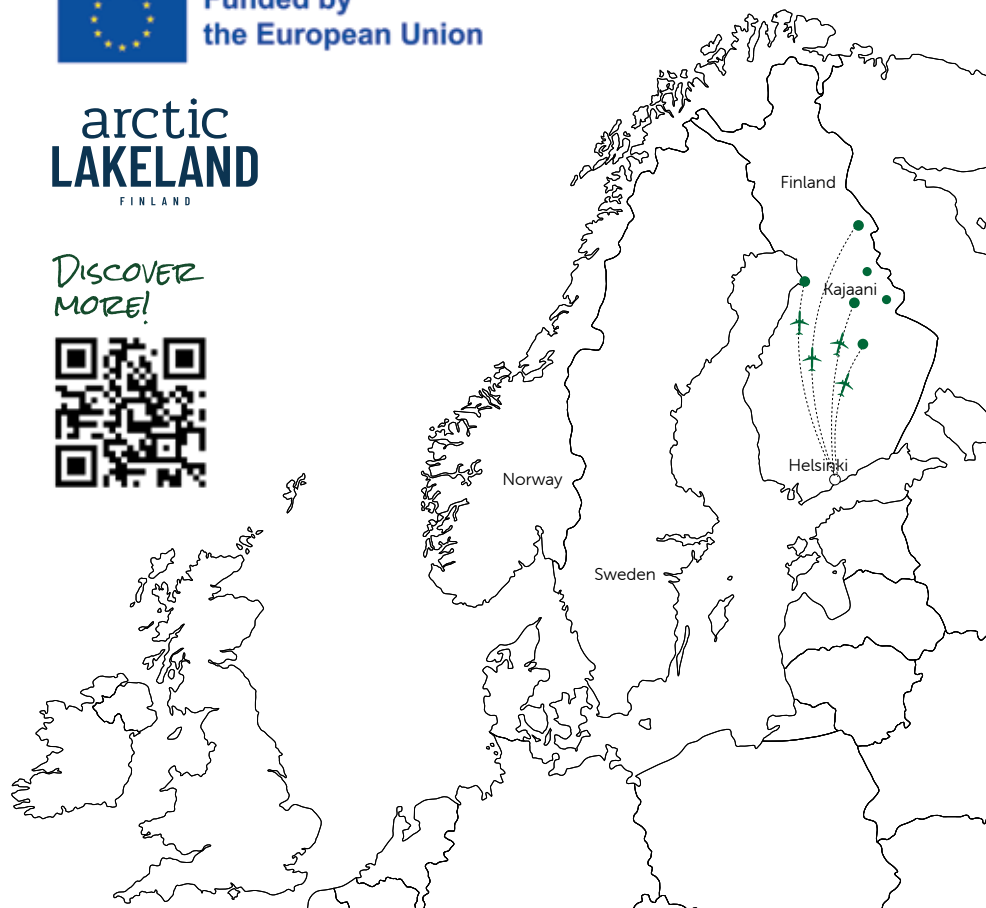 Funded by
the European Union
arctic
LAKELAND
FINLAND
DISCOVER
MORE!
Finland
Kajaani
Helsinki
Norway
Sweden